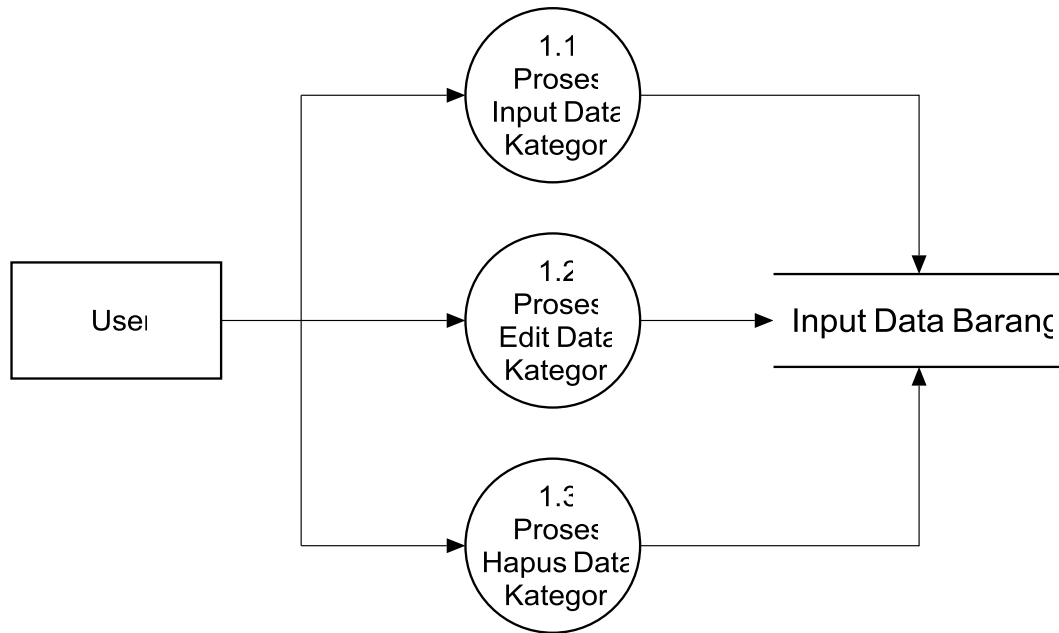 User
1.1
Proses
Input Data
Kategor
1.2
Proses
Edit Data
Kategor
1.3
Proses
Hapus Data
Kategor
Input Data Barang